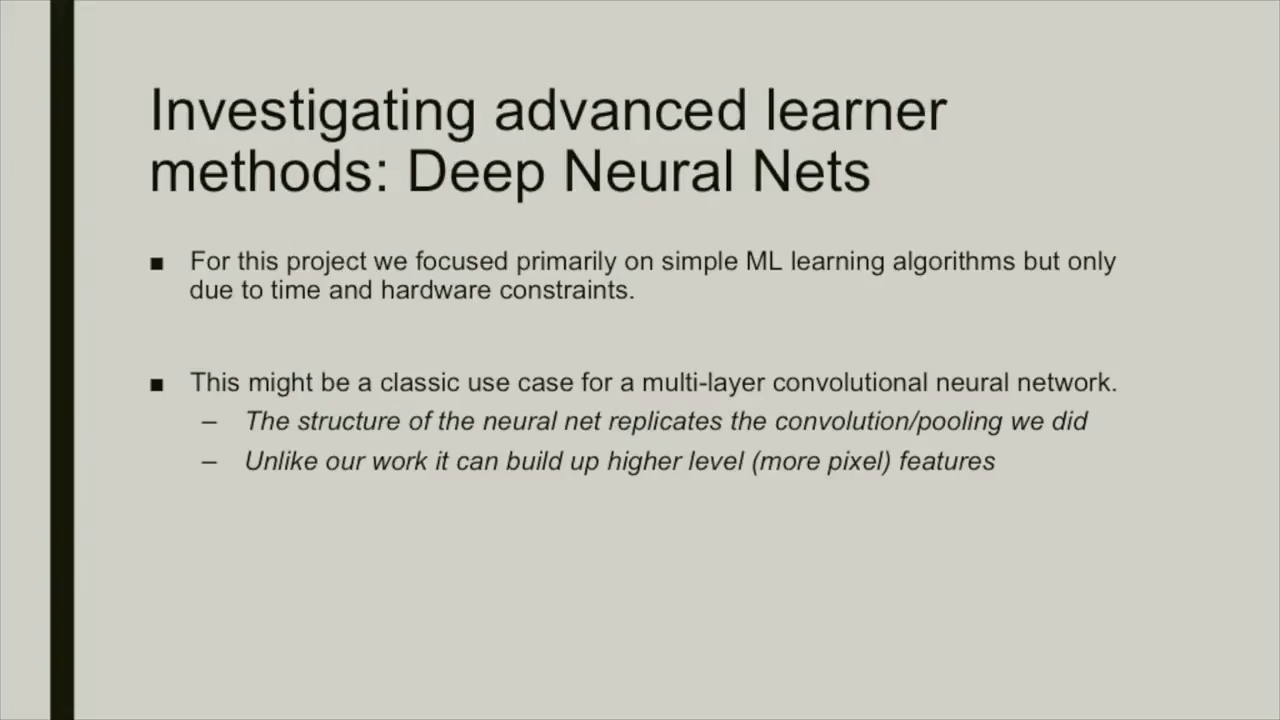 Investigating advanced learner
methods: Deep Neural Nets
■ For this project we focused primarily on simple ML learning algorithms but only
due to time and hardware constraints.
■ This might be a classic use case for a multi-layer convolutional neural network.
– The structure of the neural net replicates the convolution/pooling we did
– Unlike our work it can build up higher level (more pixel) features